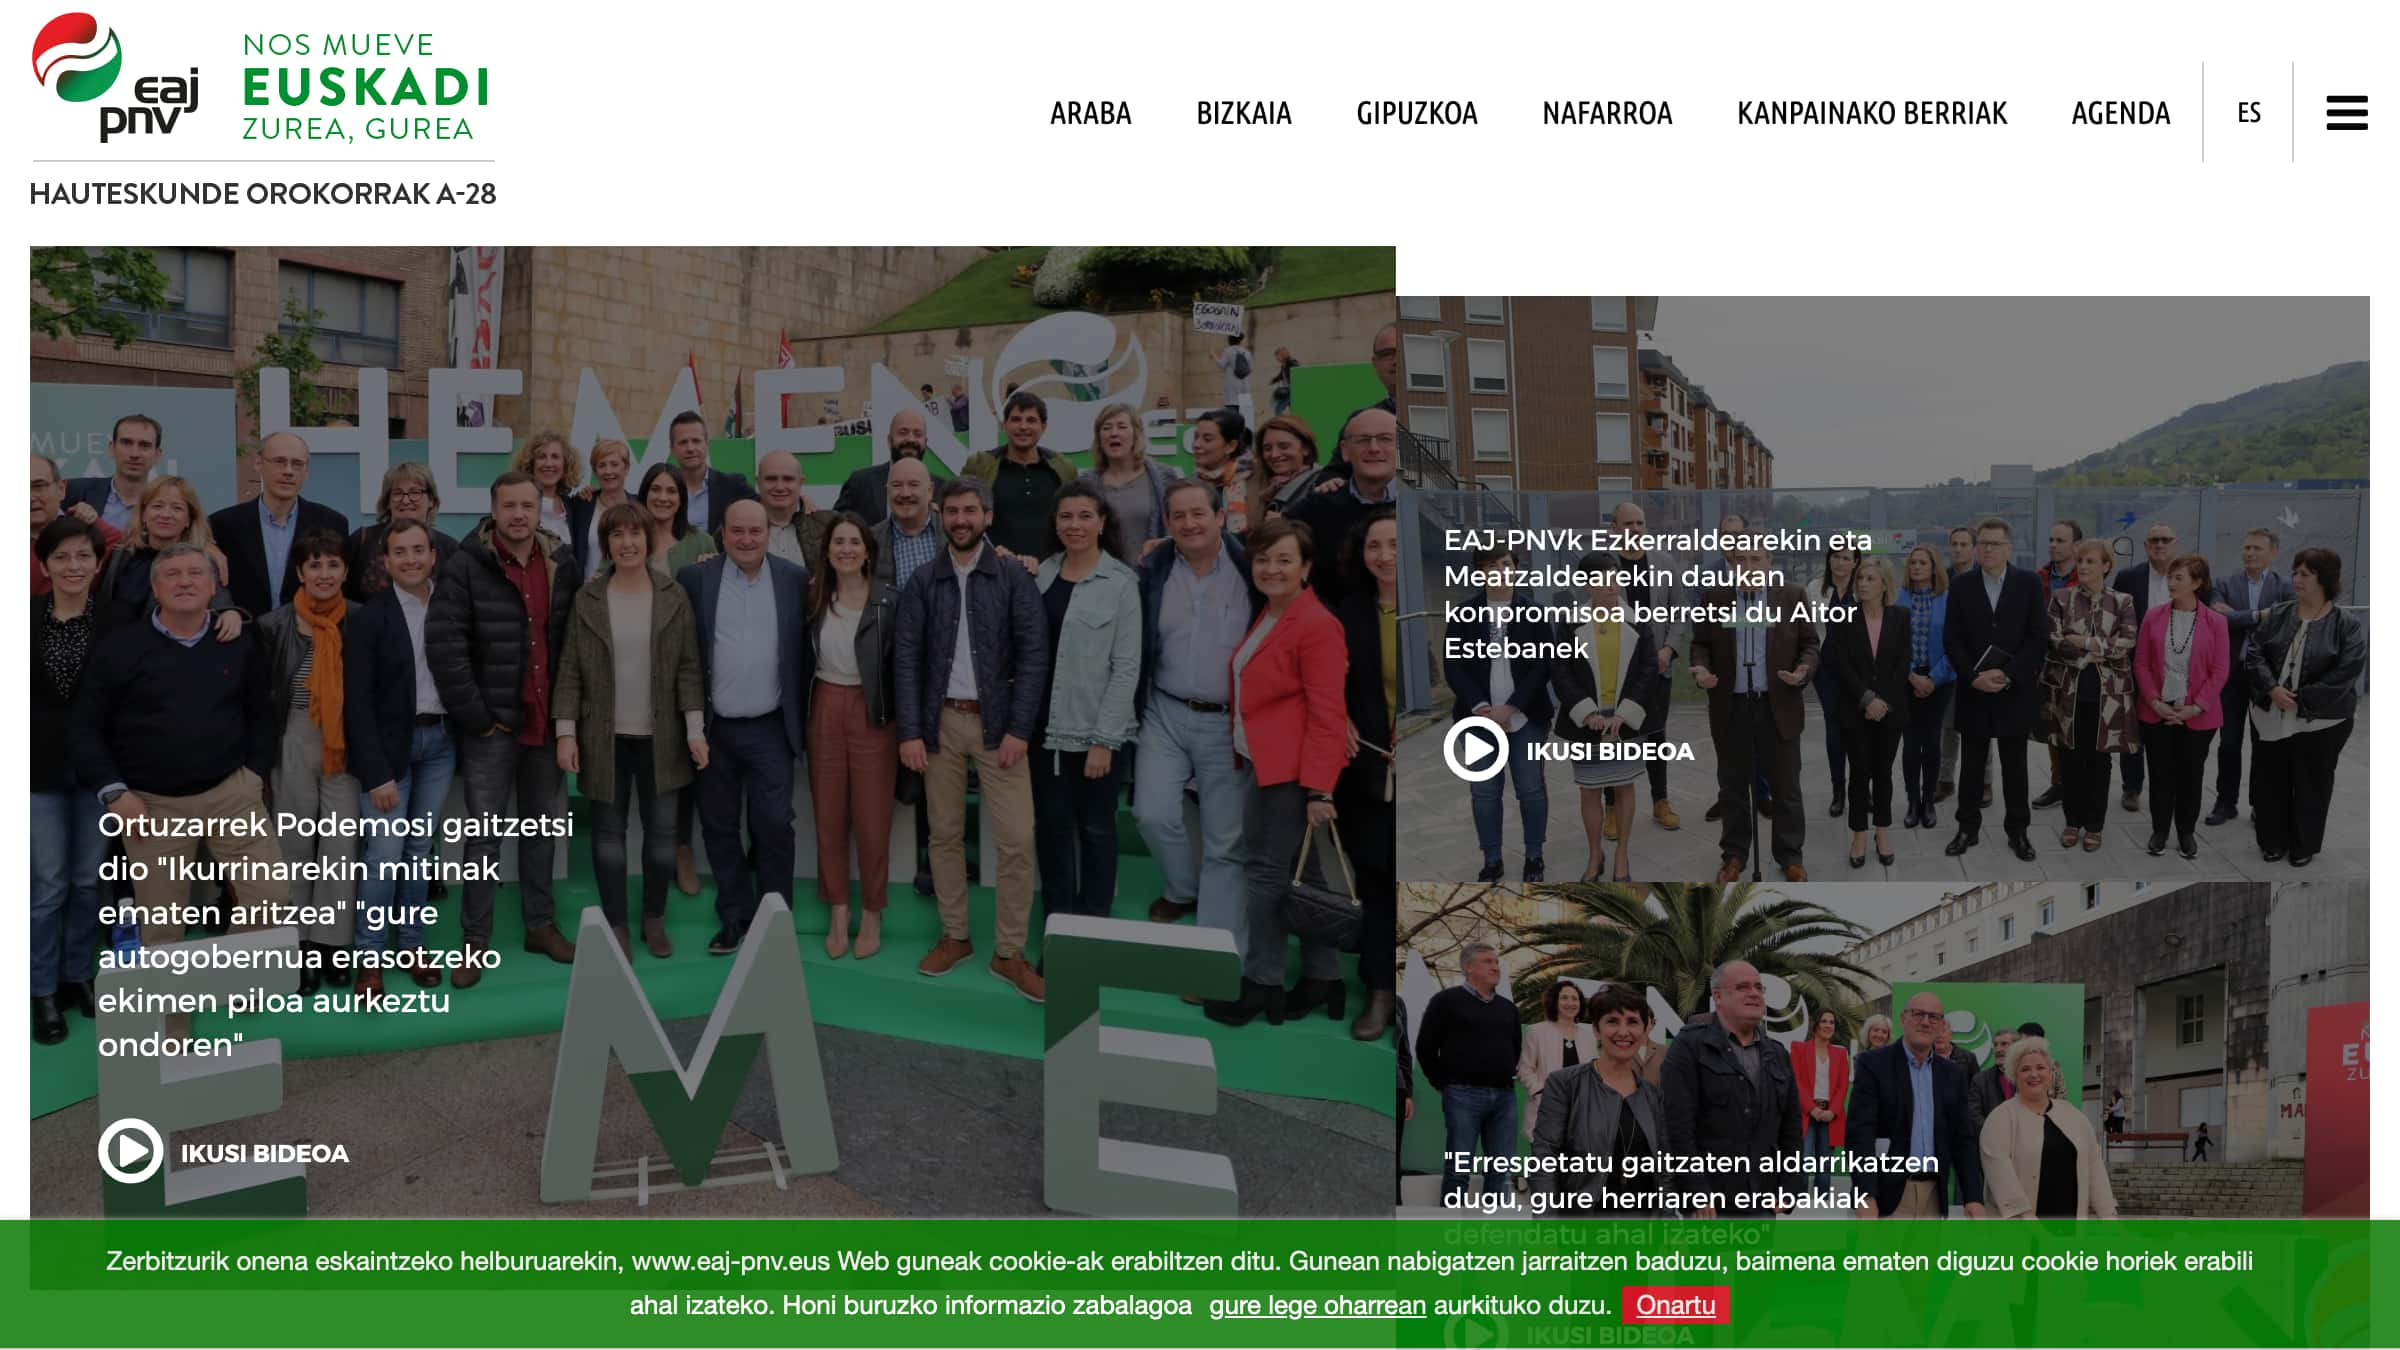 eaj
pnv
NOS MUEVE
EUSKADI
ZUREA, GUREA
HAUTESKUNDE OROKORRAK A-28
ARABA
BIZKAIA
GIPUZKOA
NAFARROA
KANPAINAKO BERRIAK
AGENDA
ES
HEMEN
Ortuzarrek Podemosi gaitzetsi
dio "Ikurrinarekin mitinak
ematen aritzea" "gure
autogobernua erasotzeko
ekimen piloa aurkeztu
ondoren"
IKUSI BIDEOA
EME
EAJ-PNVk Ezkerraldearekin eta
Meatzaldearekin daukan
konpromisoa berretsi du Aitor
Estebanek
IKUSI BIDEOA
"Errespetatu gaitzaten aldarrikatzen
dugu, gure herriaren erabakiak
defendatu ahal izateko"
IKUSI BIDEOA
Zerbitzurik onena eskaintzeko helburuarekin, www.eaj-pnv.eus Web guneak cookie-ak erabiltzen ditu. Gunean nabigatzen jarraitzen baduzu, baimena ematen diguzu cookie horiek erabili
ahal izateko. Honi buruzko informazio zabalagoa gure lege oharrean aurkituko duzu. Onartu